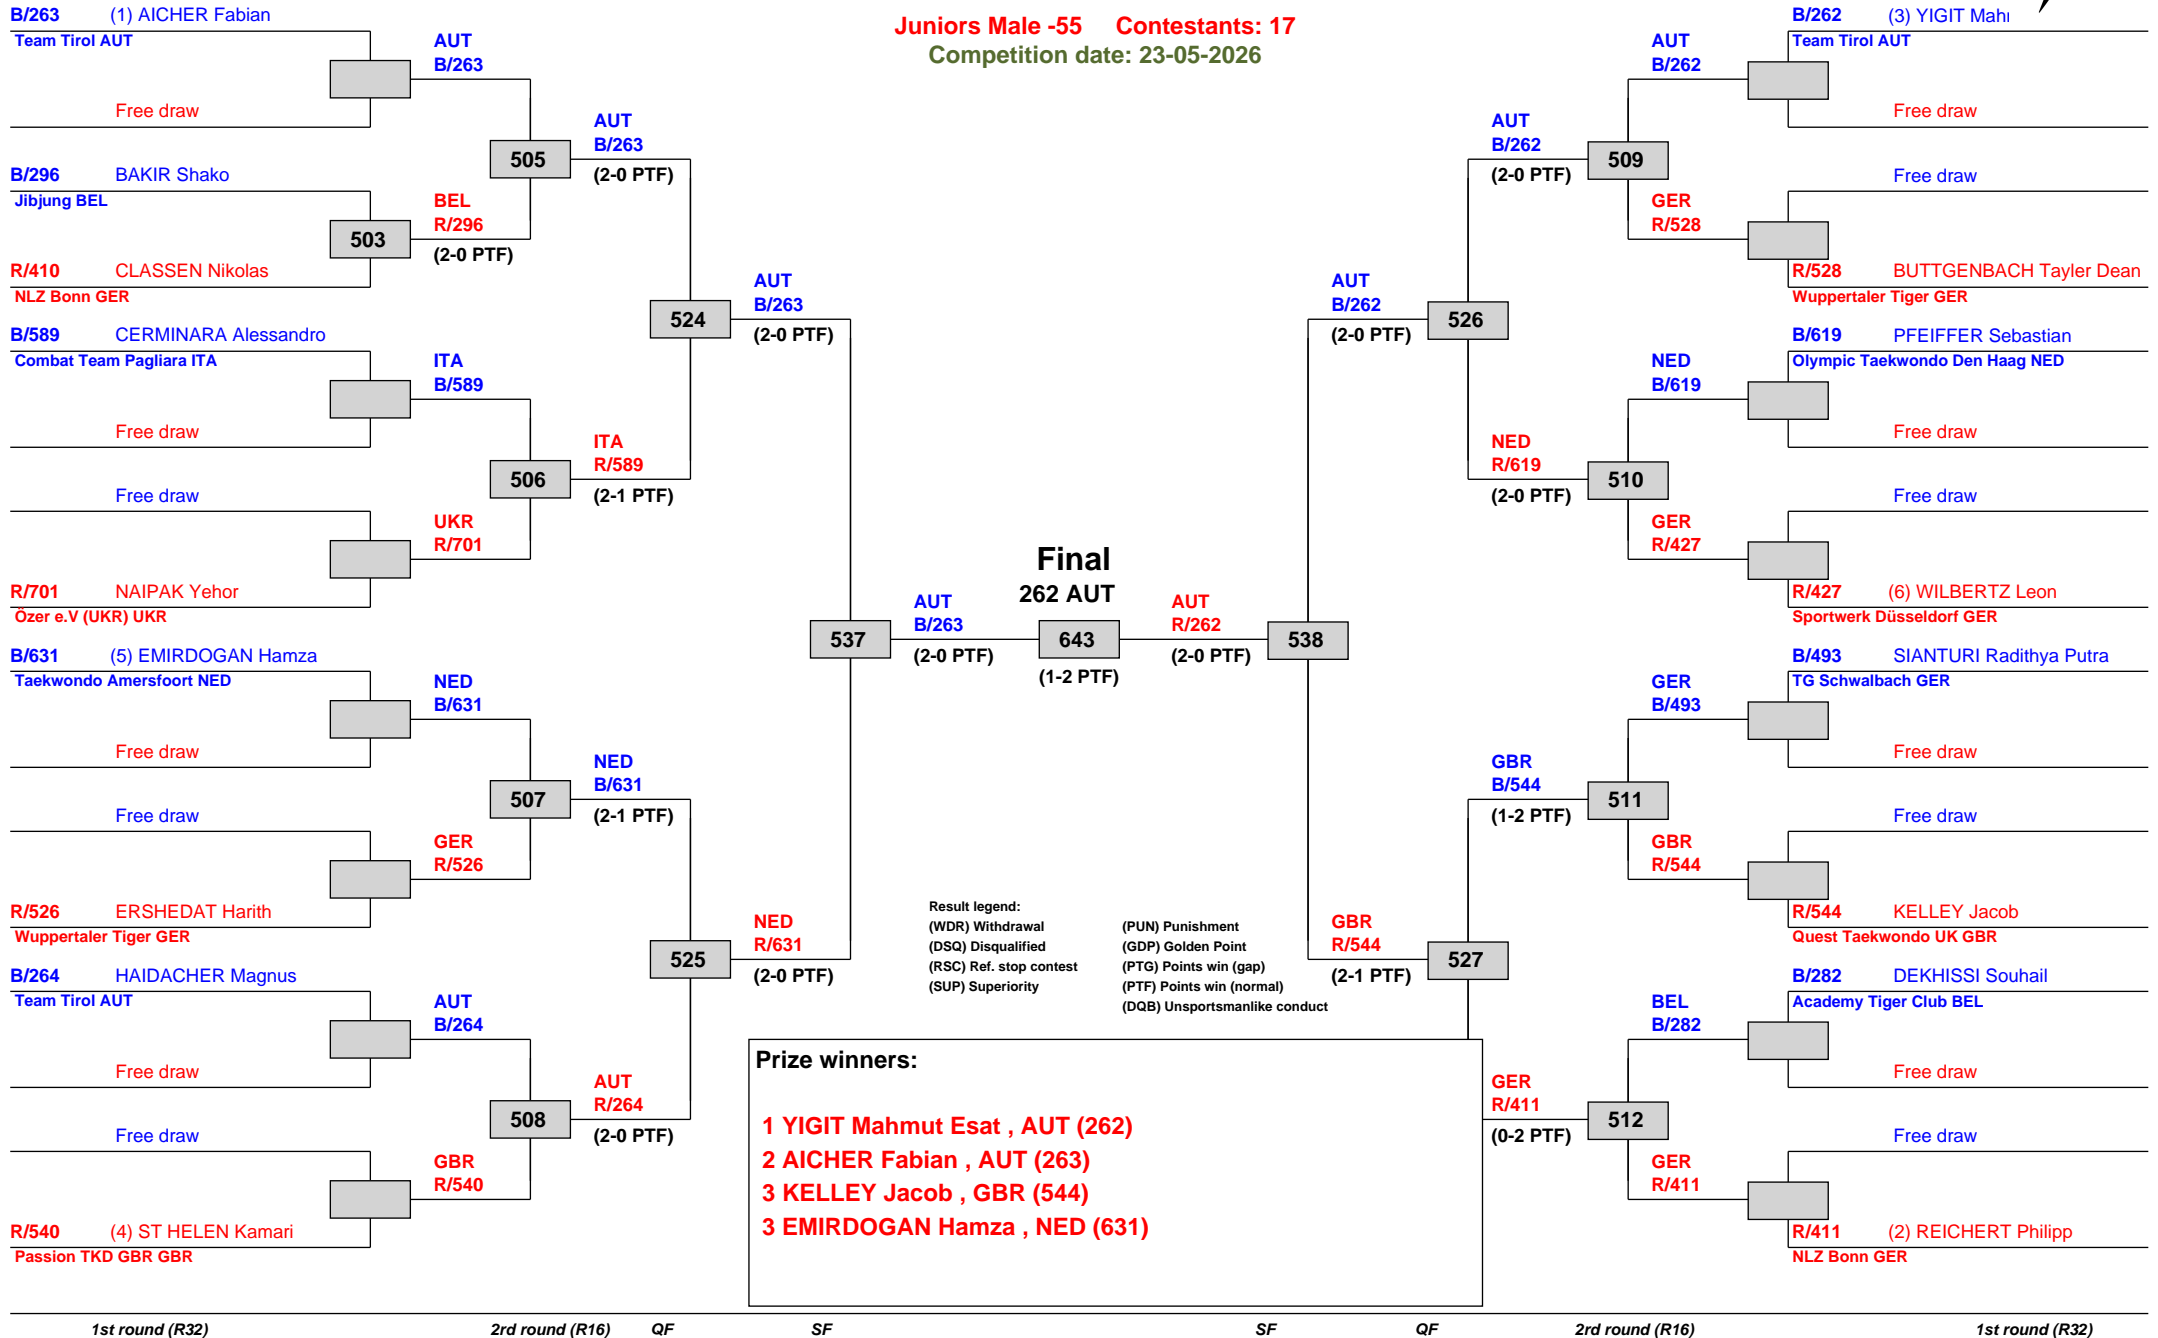 Juniors Male -55 Contestants: 17
Competition date: 23-05-2026
B/263 (1) AICHER Fabian
Team Tirol AUT
Free draw
B/296 BAKIR Shako
Jibjung BEL
R/410 CLASSEN Nikolas
NLZ Bonn GER
B/589 CERMINARA Alessandro
Combat Team Pagliara ITA
Free draw
Free draw
R/701 NAIPAK Yehor
Özer e.V (UKR) UKR
B/631 (5) EMIRDOGAN Hamza
Taekwondo Amersfoort NED
Free draw
Free draw
R/526 ERSHEDAT Harith
Wuppertaler Tiger GER
B/264 HAIDACHER Magnus
Team Tirol AUT
Free draw
Free draw
R/540 (4) ST HELEN Kamari
Passion TKD GBR GBR
503
AUT
B/263
BEL
R/296
(2-0 PTF)
ITA
B/589
UKR
R/701
NED
B/631
GER
R/526
AUT
B/264
GBR
R/540
505
506
507
508
AUT
B/263
(2-0 PTF)
ITA
R/589
(2-1 PTF)
NED
B/631
(2-1 PTF)
AUT
R/264
(2-0 PTF)
524
525
AUT
B/263
(2-0 PTF)
NED
R/631
(2-0 PTF)
537
AUT
B/263
(2-0 PTF)
Final
262 AUT
643
(1-2 PTF)
AUT
R/262
(2-0 PTF)
538
AUT
B/262
(2-0 PTF)
GBR
R/544
(2-1 PTF)
526
527
AUT
B/262
(2-0 PTF)
NED
R/619
(2-0 PTF)
GBR
B/544
(1-2 PTF)
GER
R/411
(0-2 PTF)
509
510
511
512
AUT
B/262
GER
R/528
NED
B/619
GER
R/427
GER
B/493
GBR
R/544
BEL
B/282
GER
R/411
B/262 (3) YIGIT
Team Tirol AUT
Free draw
Free draw
R/528 BUTTGENBACH Tayler Dean
Wuppertaler Tiger GER
B/619 PFEIFFER Sebastian
Olympic Taekwondo Den Haag NED
Free draw
Free draw
R/427 (6) WILBERTZ Leon
Sportwerk Düsseldorf GER
B/493 SIANTURI Radithya Putra
TG Schwalbach GER
Free draw
Free draw
R/544 KELLEY Jacob
Quest Taekwondo UK GBR
B/282 DEKHISSI Souhail
Academy Tiger Club BEL
Free draw
Free draw
R/411 (2) REICHERT Philipp
NLZ Bonn GER
Result legend:
(WDR) Withdrawal (PUN) Punishment
(DSQ) Disqualified (GDP) Golden Point
(RSC) Ref. stop contest (PTG) Points win (gap)
(SUP) Superiority (PTF) Points win (normal)
(DQB) Unsportsmanlike conduct
Prize winners:
1 YIGIT Mahmut Esat , AUT (262)
2 AICHER Fabian , AUT (263)
3 KELLEY Jacob , GBR (544)
3 EMIRDOGAN Hamza , NED (631)
1st round (R32) 2rd round (R16) QF SF SF QF 2rd round (R16) 1st round (R32)